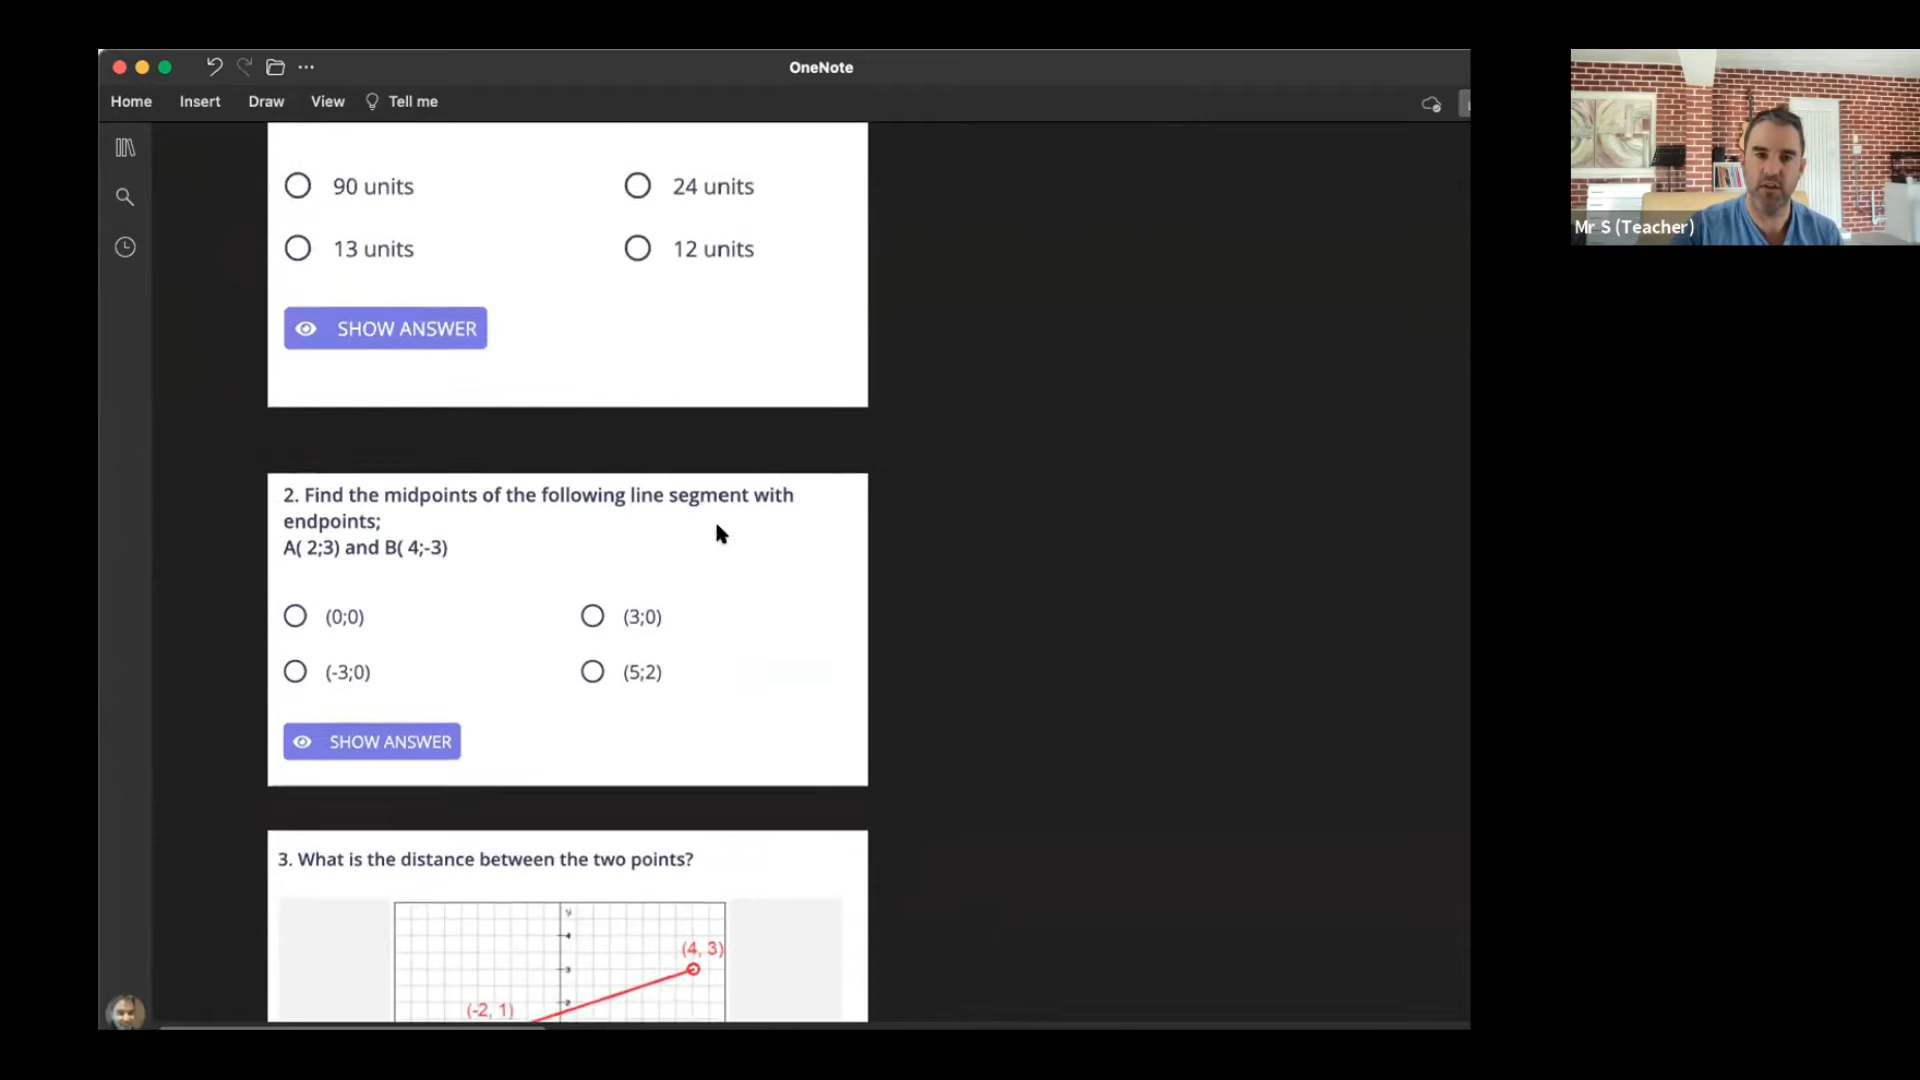 OneNote
Home Insert Draw View Tell me
90 units 24 units
13 units 12 units
SHOW ANSWER
2. Find the midpoints of the following line segment with
endpoints;
A( 2;3) and B( 4;-3)
(0;0) (3;0)
(-3;0) (5;2)
SHOW ANSWER
3. What is the distance between the two points?
y
4
(4, 3)
3
2
(-2, 1)
Mr S (Teacher)